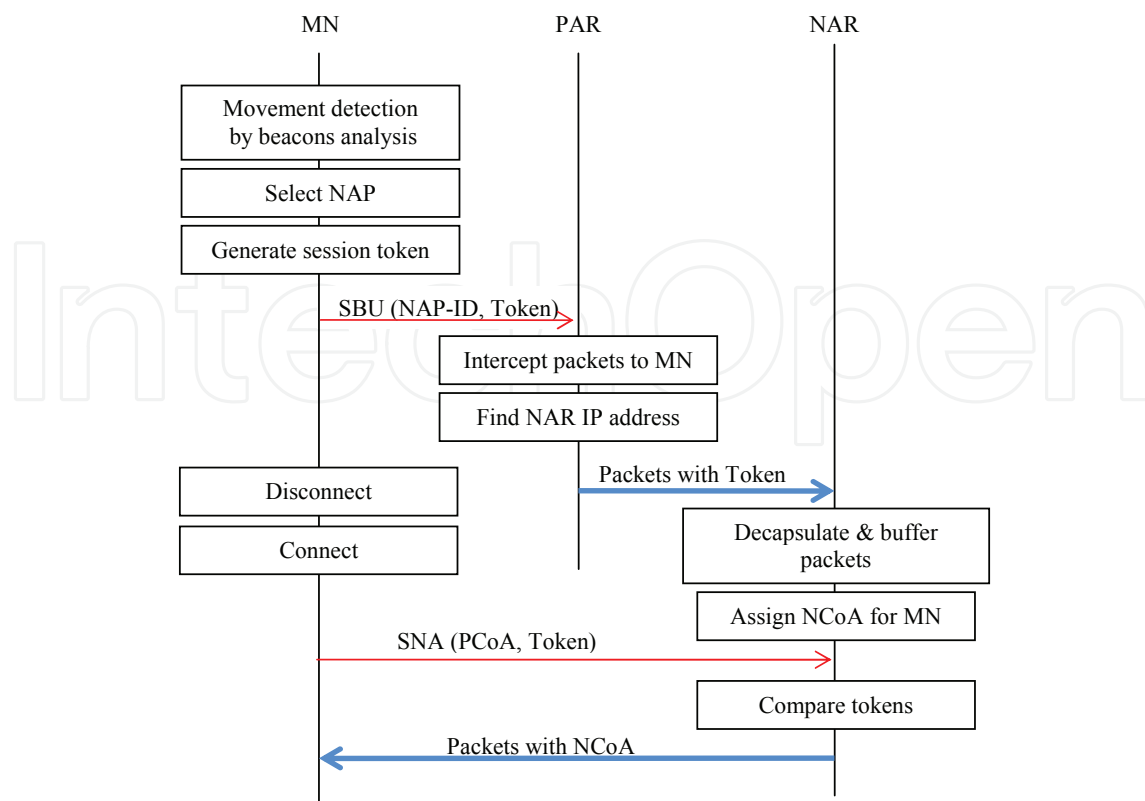 MN PAR NAR
Movement detection
by beacons analysis
Select NAP
Generate session token
SBU (NAP-ID, Token)
Intercept packets to MN
Find NAR IP address
Packets with Token
Disconnect
Decapsulate & buffer
packets
Connect
Assign NCoA for MN
SNA (PCoA, Token)
Compare tokens
Packets with NCoA
IntechOpen